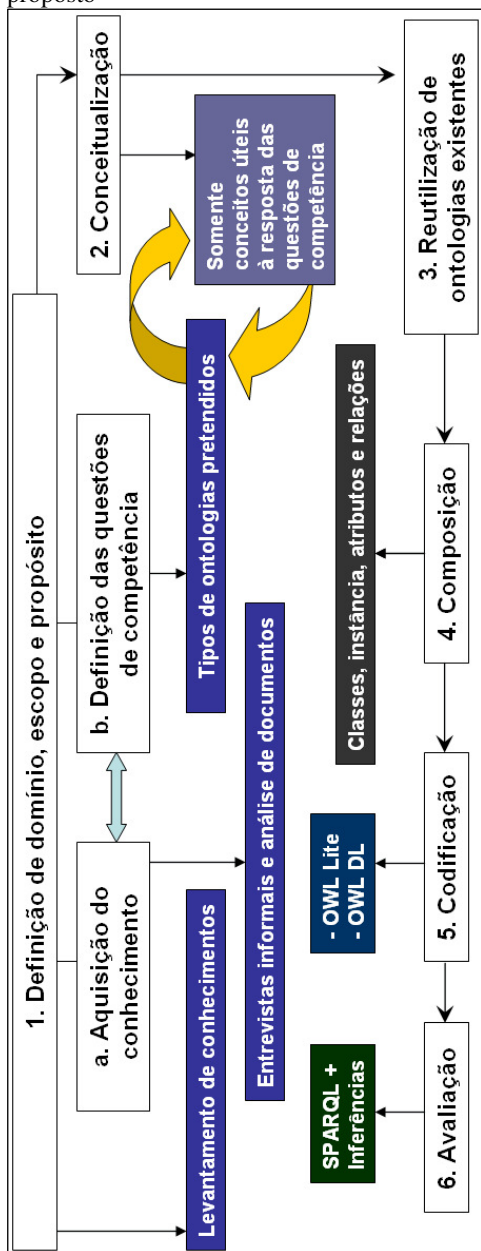 proposto
1. Definição de domínio, escopo e propósito
a. Aquisição do
conhecimento
b. Definição das questões
de competência
2. Conceitualização
Levantamento de conhecimentos
Tipos de ontologias pretendidos
Somente
conceitos úteis
à resposta das
questões de
competência
Entrevistas informais e análise de documentos
SPARQL +
Inferências
- OWL Lite
- OWL DL
Classes, instância, atributos e relações
6. Avaliação
5. Codificação
4. Composição
3. Reutilização de
ontologias existentes